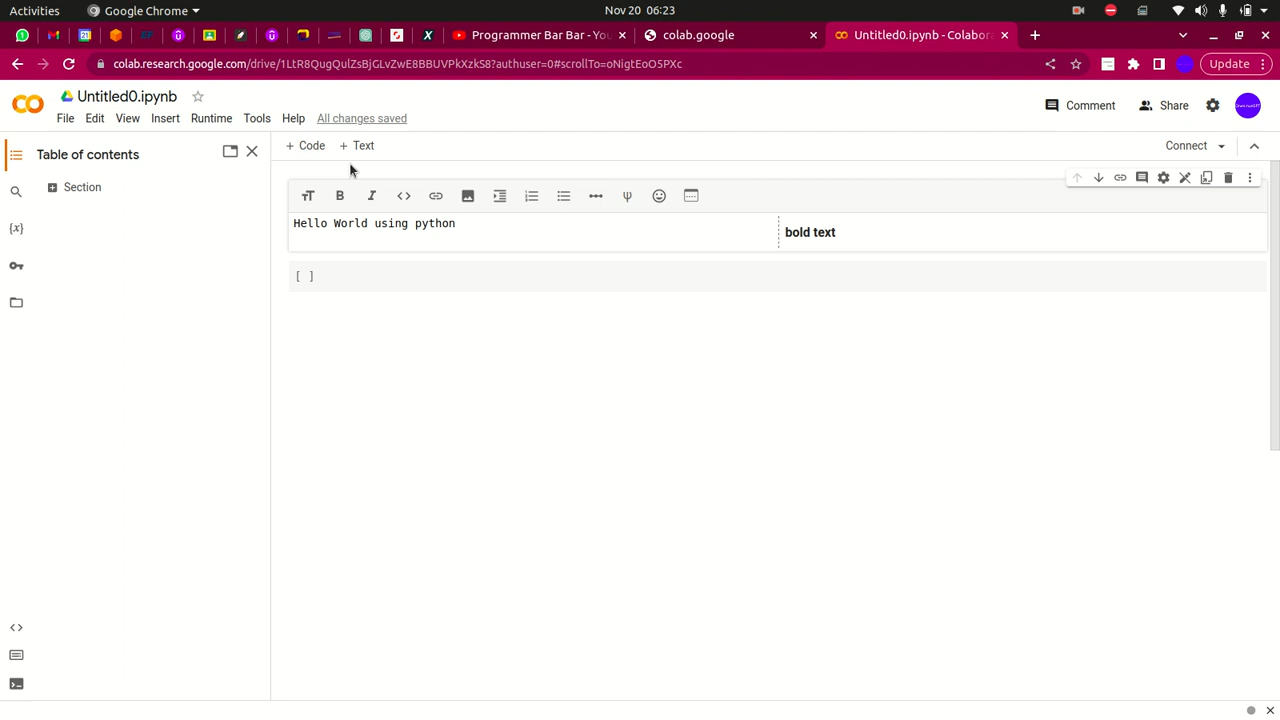 Activities
Google Chrome
Nov 20 06:23
Programmer Bar Bar - You
colab.google
Untitled0.ipynb - Colabora
colab.research.google.com/drive/1LtR8QugQulZsBjGLvZwE8BBUVPkXzkS8?authuser=0#scrollTo=oNigtEoO5PXc
Update
Untitled0.ipynb
Comment
Share
File Edit View Insert Runtime Tools Help All changes saved
Table of contents
+ Code + Text
Connect
Section
{x}
Hello World using python
bold text
[ ]